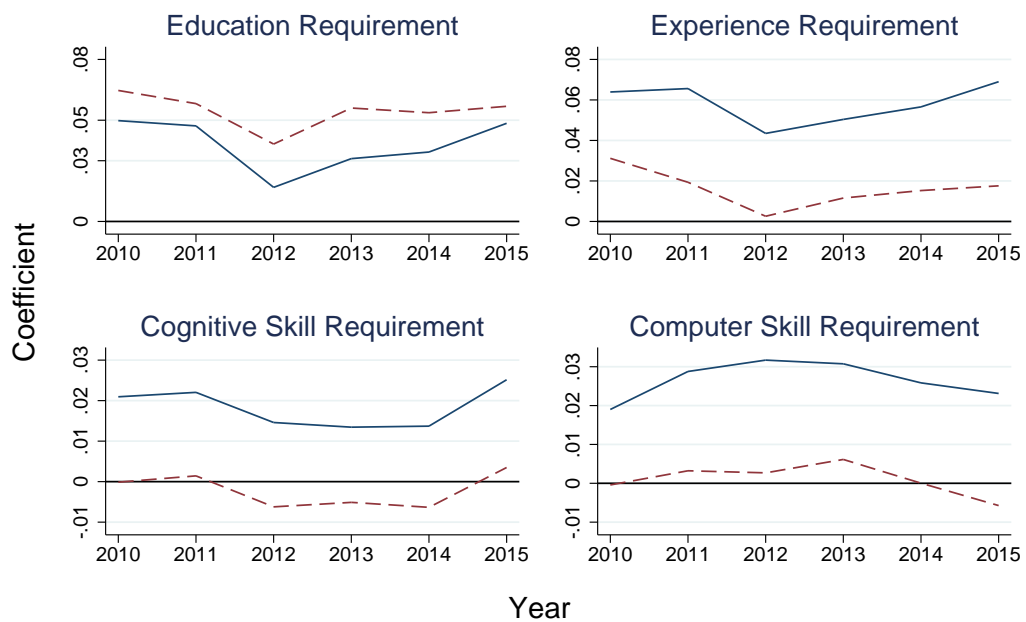 Education Requirement
.08
.05
.03
0
2010 2011 2012 2013 2014 2015
Experience Requirement
.08
.06
.04
.02
0
2010 2011 2012 2013 2014 2015
Cognitive Skill Requirement
.03
.02
.01
0
-.01
2010 2011 2012 2013 2014 2015
Computer Skill Requirement
.03
.02
.01
0
-.01
2010 2011 2012 2013 2014 2015
Coefficient
Year